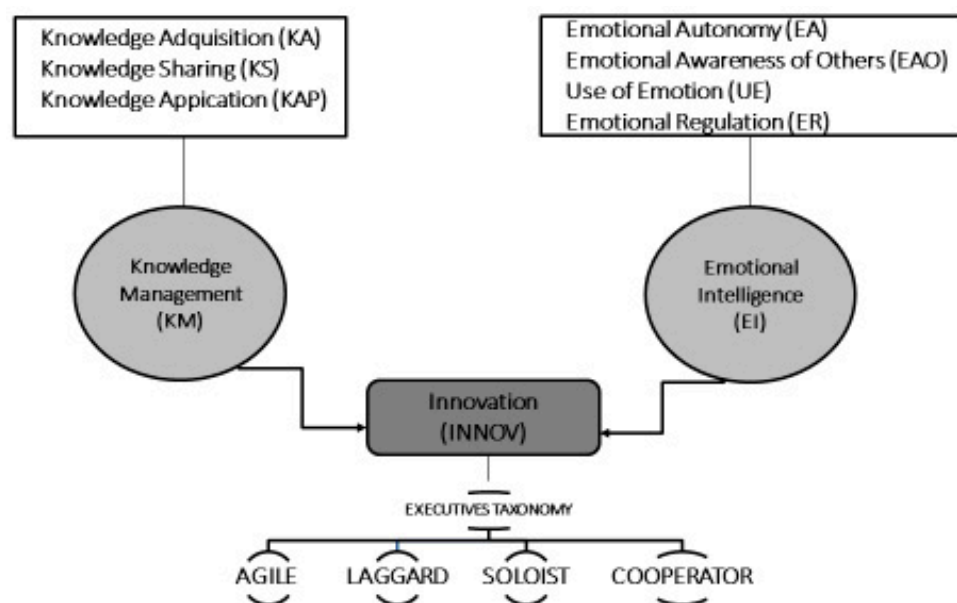 Knowledge Adquisition (KA)
Knowledge Sharing (KS)
Knowledge Appication (KAP)
Emotional Autonomy (EA)
Emotional Awareness of Others (EAO)
Use of Emotion (UE)
Emotional Regulation (ER)
Knowledge
Management
(KM)
Emotional
Intelligence
(EI)
Innovation
(INNOV)
EXECUTIVES TAXONOMY
AGILE
LAGGARD
SOLOIST
COOPERATOR